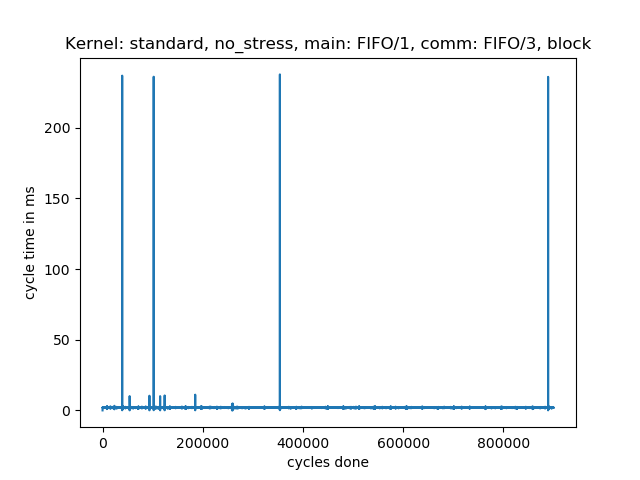 Kernel: standard, no_stress, main: FIFO/1, comm: FIFO/3, block
200
150
100
50
0
cycle time in ms
0 200000 400000 600000 800000
cycles done